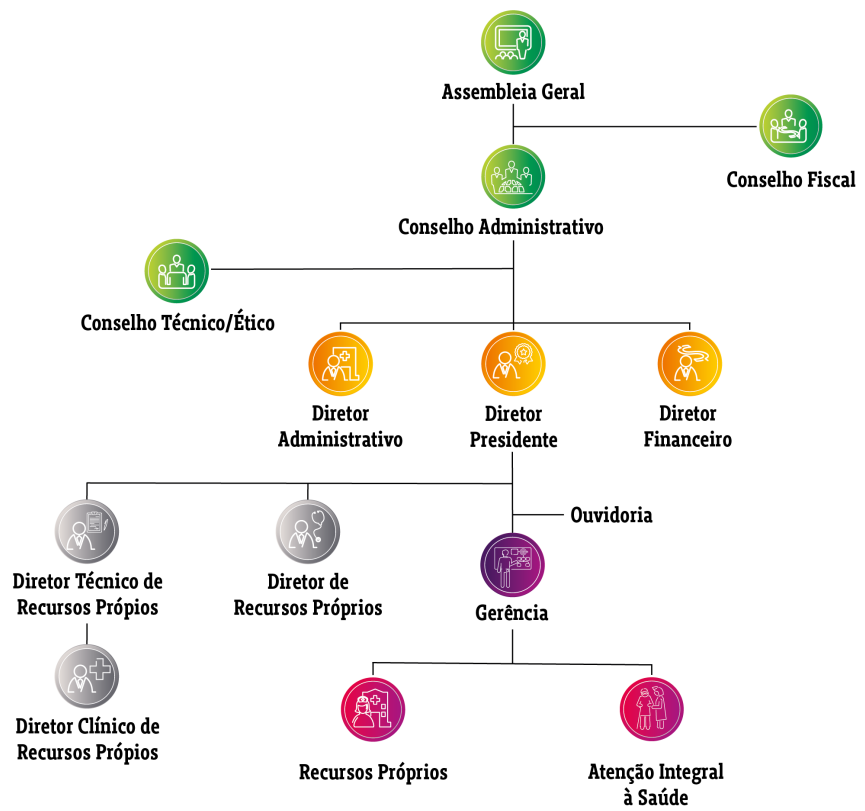 Assembleia Geral
Conselho Fiscal
Conselho Administrativo
Conselho Técnico/Ético
Diretor
Administrativo
Diretor
Presidente
Diretor
Financeiro
Ouvidoria
Diretor Técnico de
Recursos Própios
Diretor de
Recursos Próprios
Gerência
Diretor Clínico de
Recursos Própios
Recursos Próprios
Atenção Integral
à Saúde